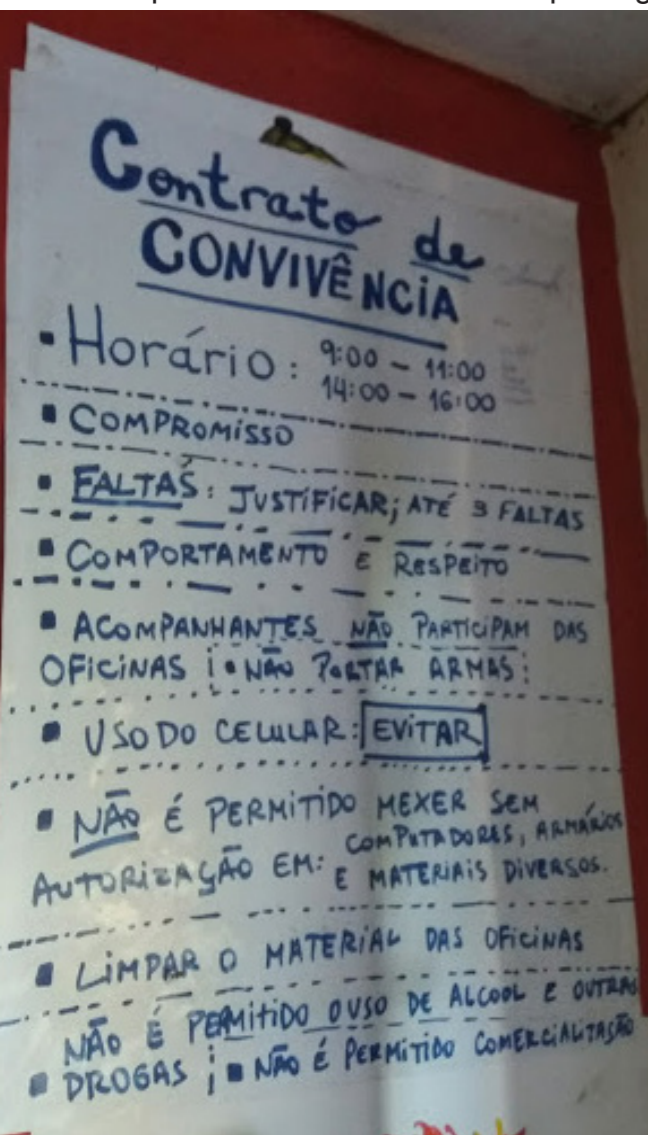 Contrato de
CONVIVÊNCIA
▪ Horário: 9:00 - 11:00
14:00 - 16:00
▪ COMPROMISSO
▪ FALTAS: JUSTIFICAR; ATÉ 3 FALTAS
▪ COMPORTAMENTO E RESPEITO
▪ ACOMPANHANTES NÃO PARTICIPAM DAS
OFICINAS ¡ ▪ NÃO PORTAR ARMAS:
▪ USO DO CELULAR: EVITAR
▪ NÃO É PERMITIDO MEXER SEM
AUTORIZAÇÃO EM: COMPUTADORES, ARMÁRIOS
E MATERIAIS DIVERSOS.
▪ LIMPAR O MATERIAL DAS OFICINAS
NÃO É PERMITIDO O USO DE ALCOOL E OUTRAS
▪ DROGAS ¡ ▪ NÃO É PERMITIDO COMERCIALIZAÇÃO